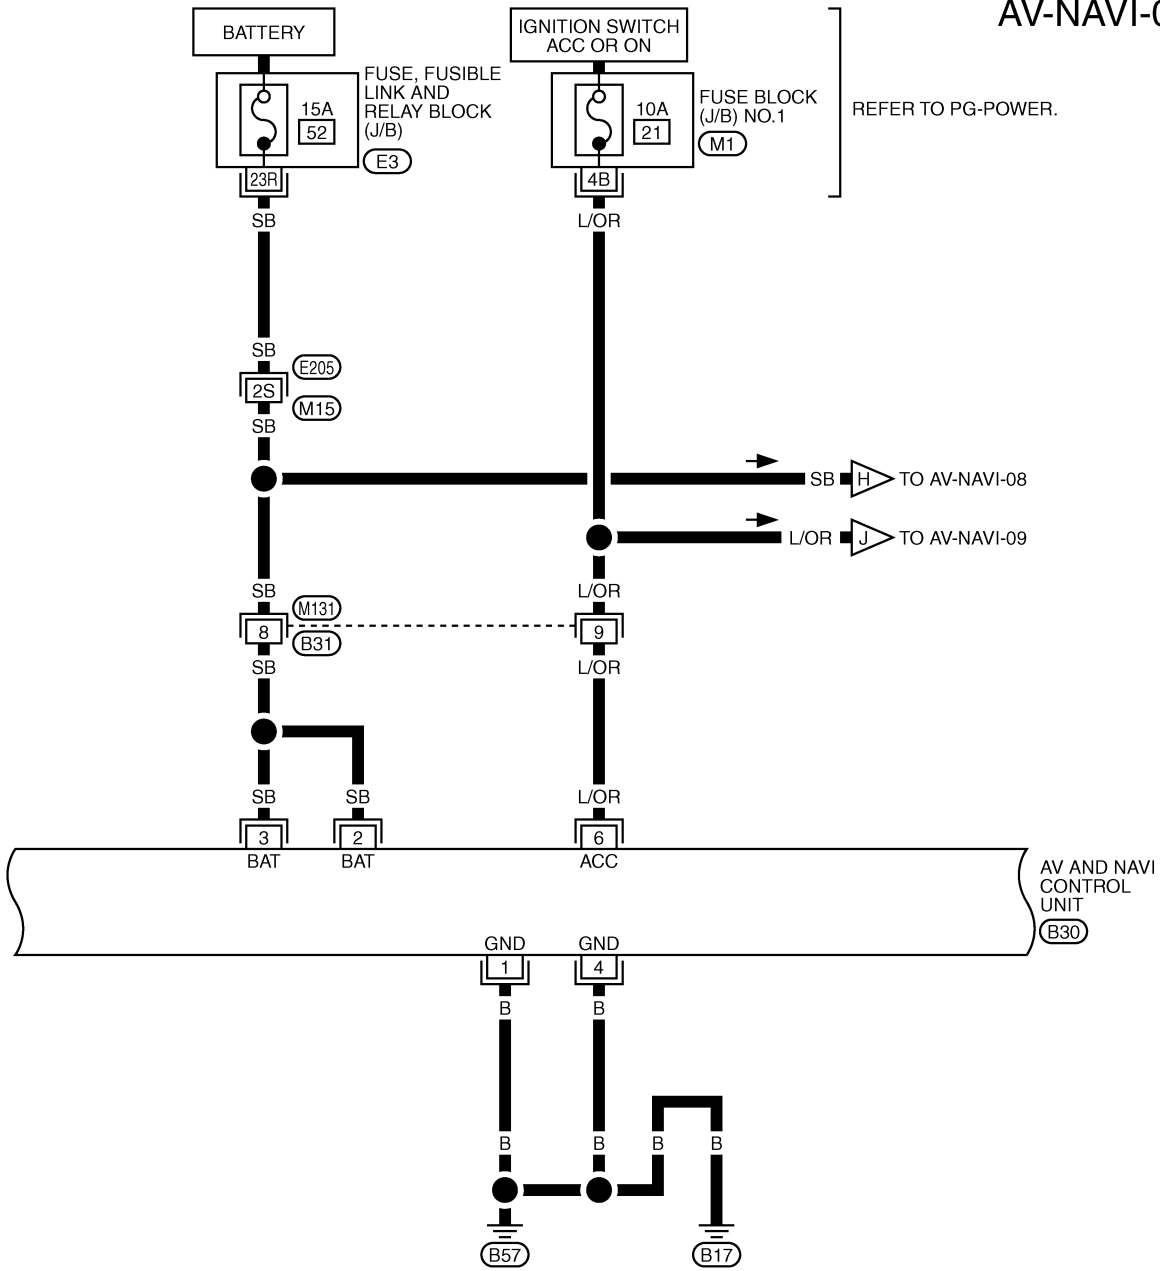 AV-NAVI-0
BATTERY
IGNITION SWITCH
ACC OR ON
FUSE, FUSIBLE
LINK AND
RELAY BLOCK
(J/B)
15A
52
E3
10A
21
FUSE BLOCK
(J/B) NO.1
M1
REFER TO PG-POWER.
23R
4B
SB
L/OR
SB
E205
2S
M15
SB
SB
H
TO AV-NAVI-08
L/OR
J
TO AV-NAVI-09
SB
L/OR
M131
8
9
B31
SB
L/OR
SB
SB
L/OR
3
2
6
BAT
BAT
ACC
AV AND NAVI
CONTROL
UNIT
B30
GND
GND
1
4
B
B
B
B
B
B
B57
B17